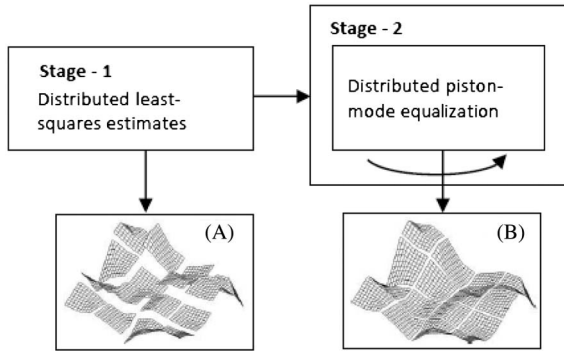 Stage - 1
Distributed least-
squares estimates
Stage - 2
Distributed piston-
mode equalization
(A)
(B)